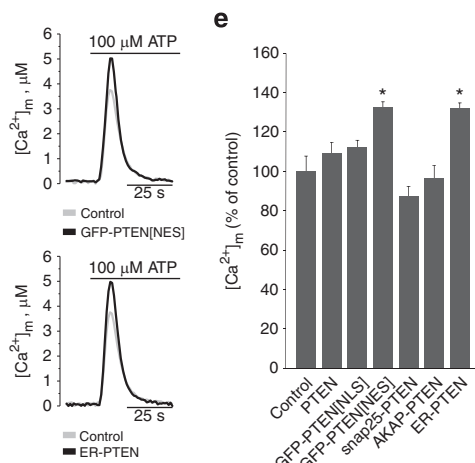 e
100 μM ATP
[Ca²⁺]ₘ , μM
6
5
4
3
2
1
0
25 s
Control
GFP-PTEN[NES]
100 μM ATP
[Ca²⁺]ₘ , μM
6
5
4
3
2
1
0
25 s
Control
ER-PTEN
[Ca²⁺]ₘ (% of control)
160
140
120
100
80
60
40
20
0
*
*
Control
PTEN
GFP-PTEN[NLS]
GFP-PTEN[NES]
snap25-PTEN
AKAP-PTEN
ER-PTEN